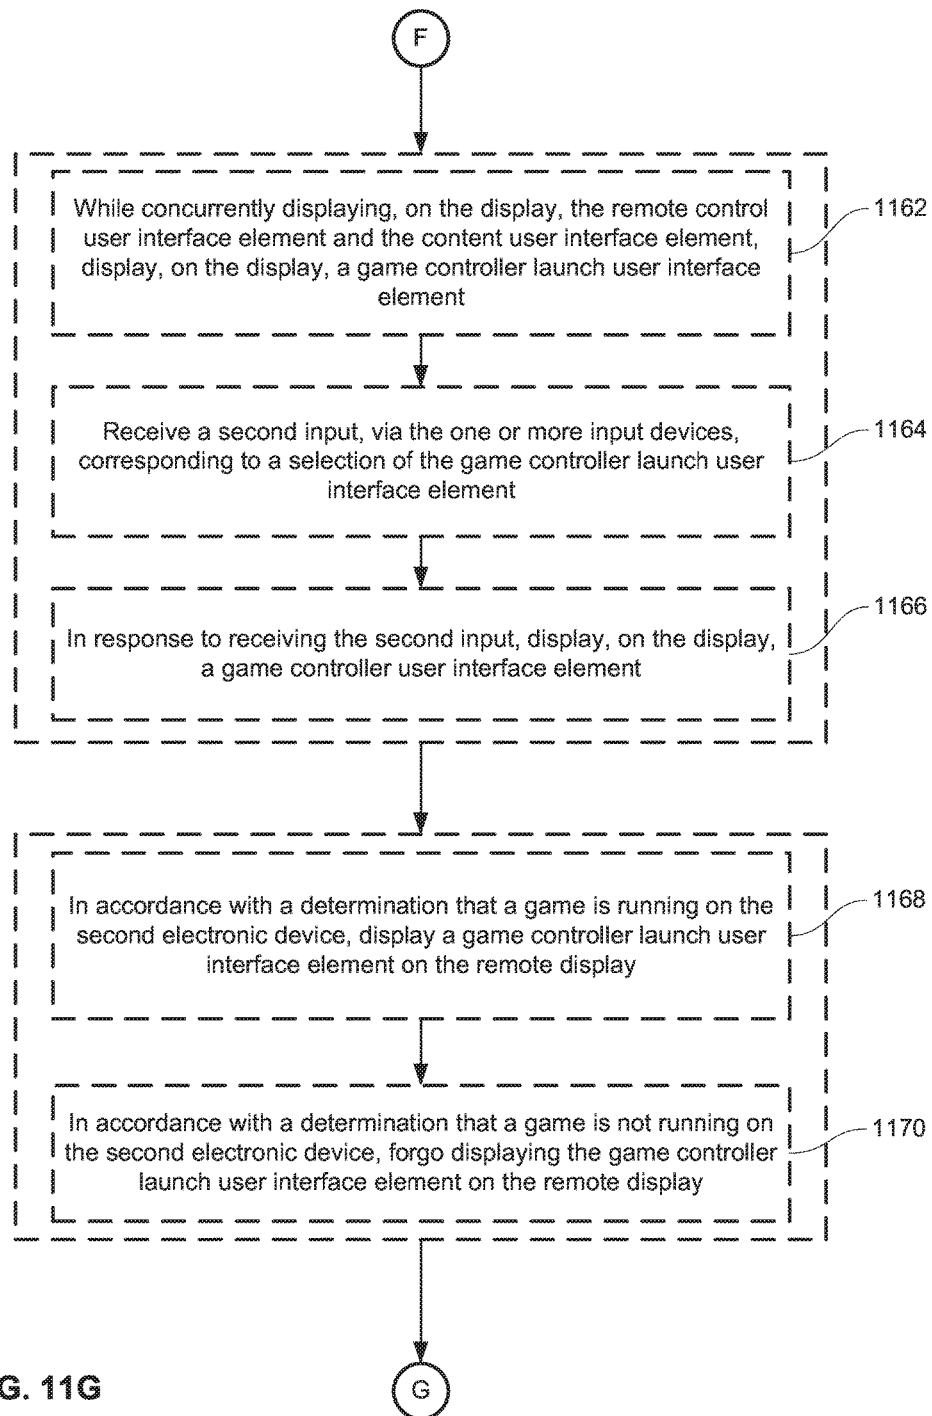 F
While concurrently displaying, on the display, the remote control
user interface element and the content user interface element,
display, on the display, a game controller launch user interface
element
1162
Receive a second input, via the one or more input devices,
corresponding to a selection of the game controller launch user
interface element
1164
In response to receiving the second input, display, on the display,
a game controller user interface element
1166
In accordance with a determination that a game is running on the
second electronic device, display a game controller launch user
interface element on the remote display
1168
In accordance with a determination that a game is not running on
the second electronic device, forgo displaying the game controller
launch user interface element on the remote display
1170
G. 11G
G